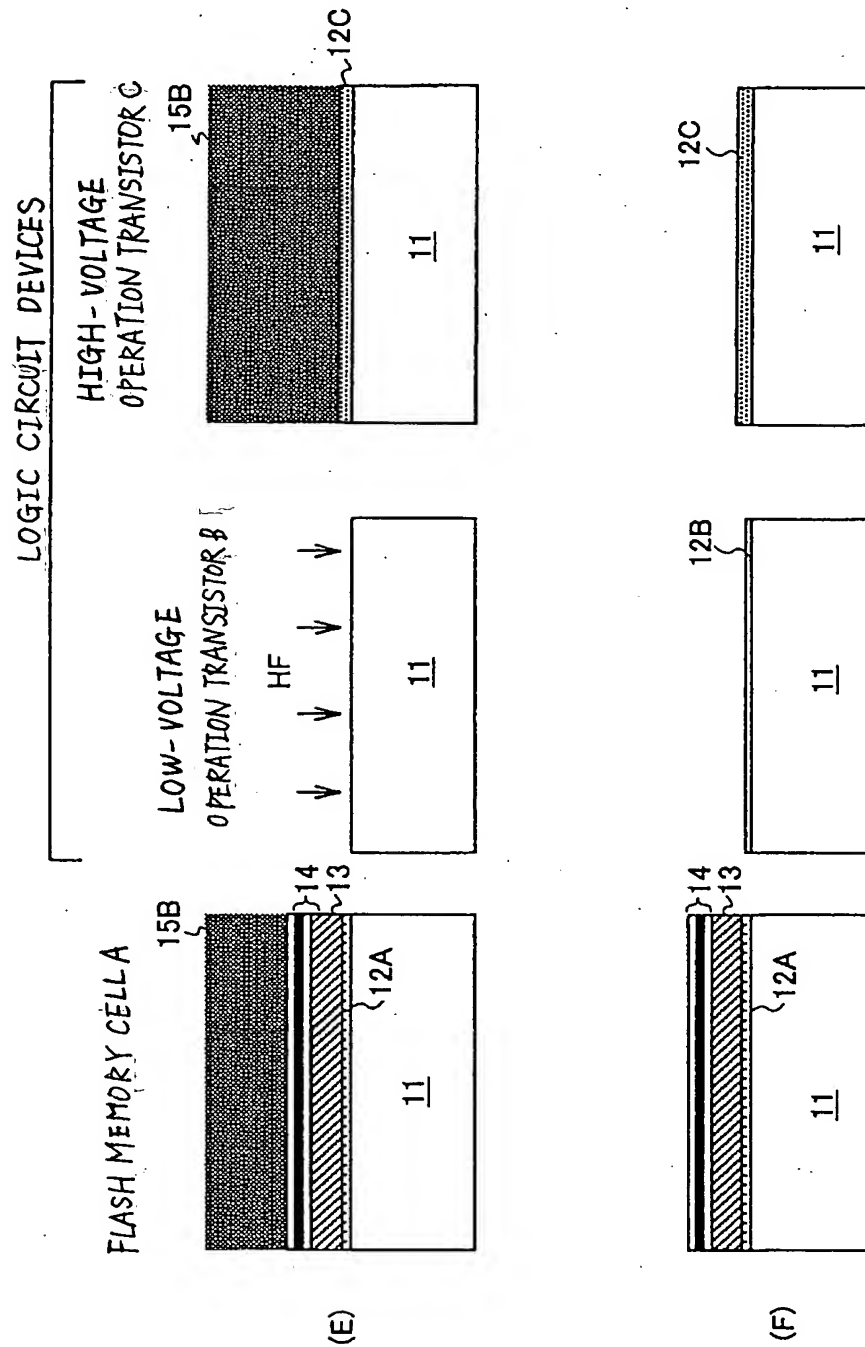 LOGIC CIRCUIT DEVICES
FLASH MEMORY CELL A
LOW-VOLTAGE
OPERATION TRANSISTOR B
HIGH-VOLTAGE
OPERATION TRANSISTOR C
(E)
15B
14
13
12A
11
HF
11
15B
12C
11
(F)
14
13
12A
11
12B
11
12C
11